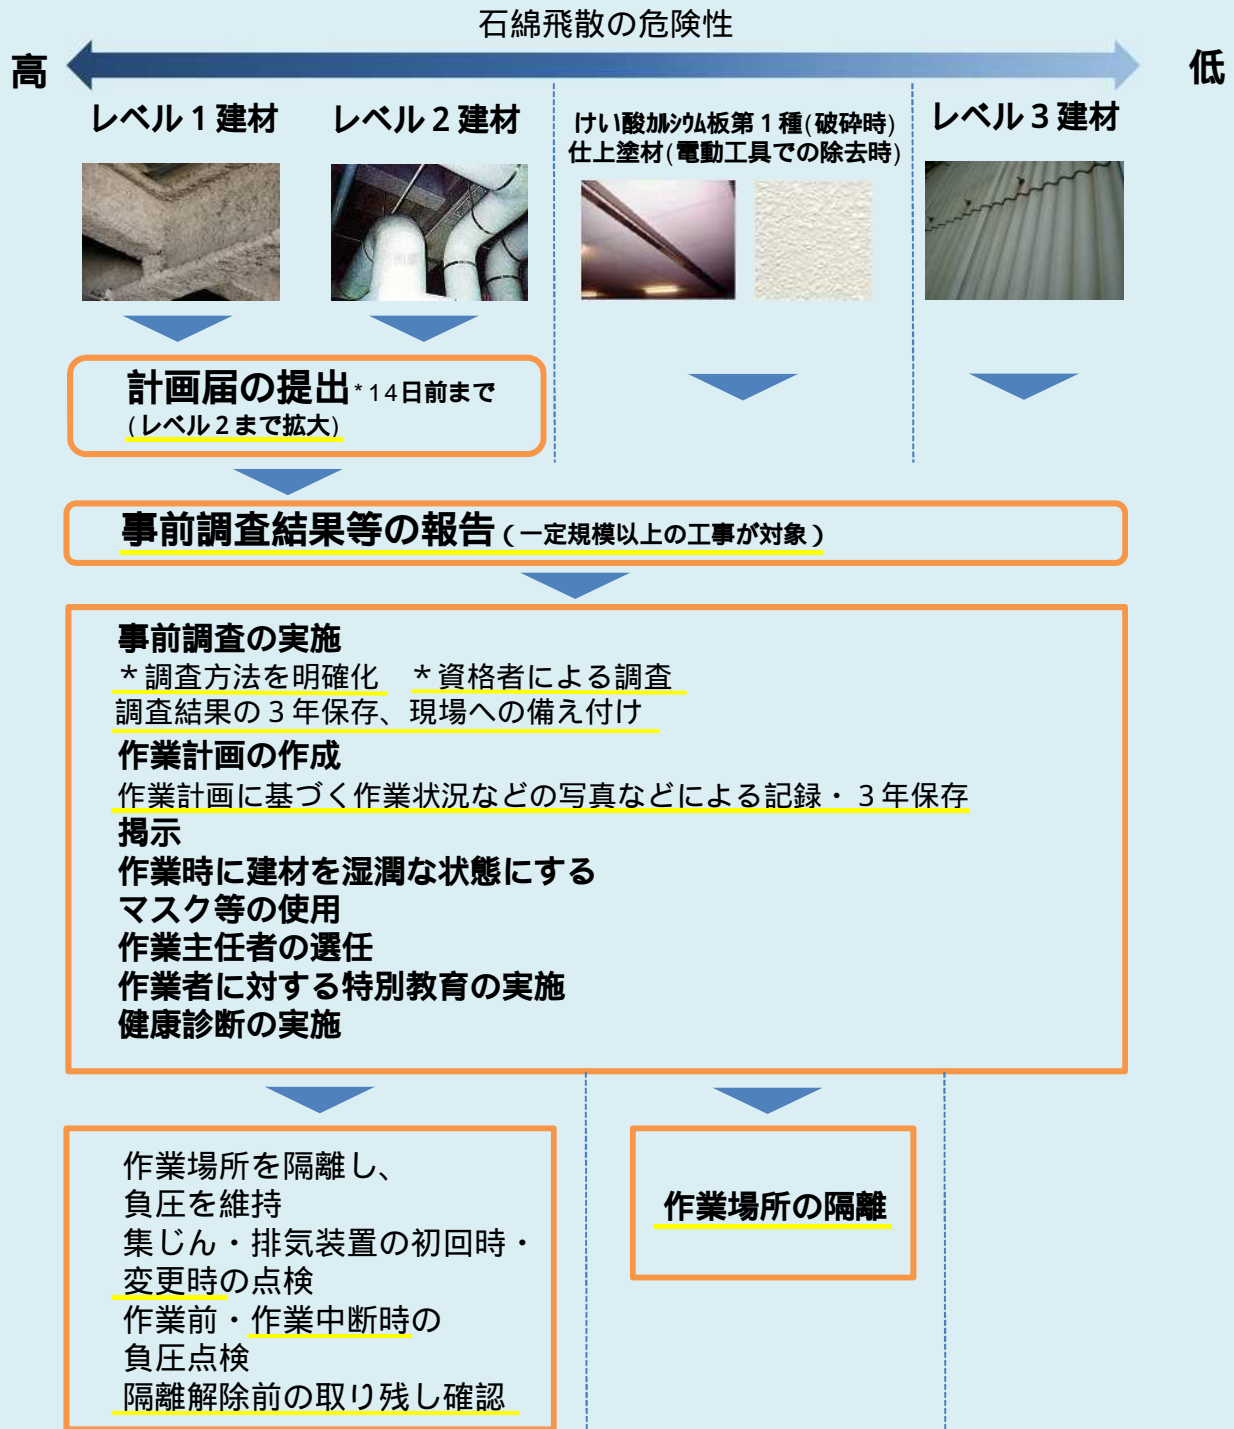 石綿飛散の危険性
高
低
レベル1建材
レベル2建材
けい酸ｶﾙｼｳﾑ板第1種(破砕時)
仕上塗材(電動工具での除去時)
レベル3建材
計画届の提出*14日前まで
(レベル2まで拡大)
事前調査結果等の報告(一定規模以上の工事が対象)
事前調査の実施
*調査方法を明確化 *資格者による調査
調査結果の3年保存、現場への備え付け
作業計画の作成
作業計画に基づく作業状況などの写真などによる記録・3年保存
掲示
作業時に建材を湿潤な状態にする
マスク等の使用
作業主任者の選任
作業者に対する特別教育の実施
健康診断の実施
作業場所を隔離し、
負圧を維持
集じん・排気装置の初回時・
変更時の点検
作業前・作業中断時の
負圧点検
隔離解除前の取り残し確認
作業場所の隔離